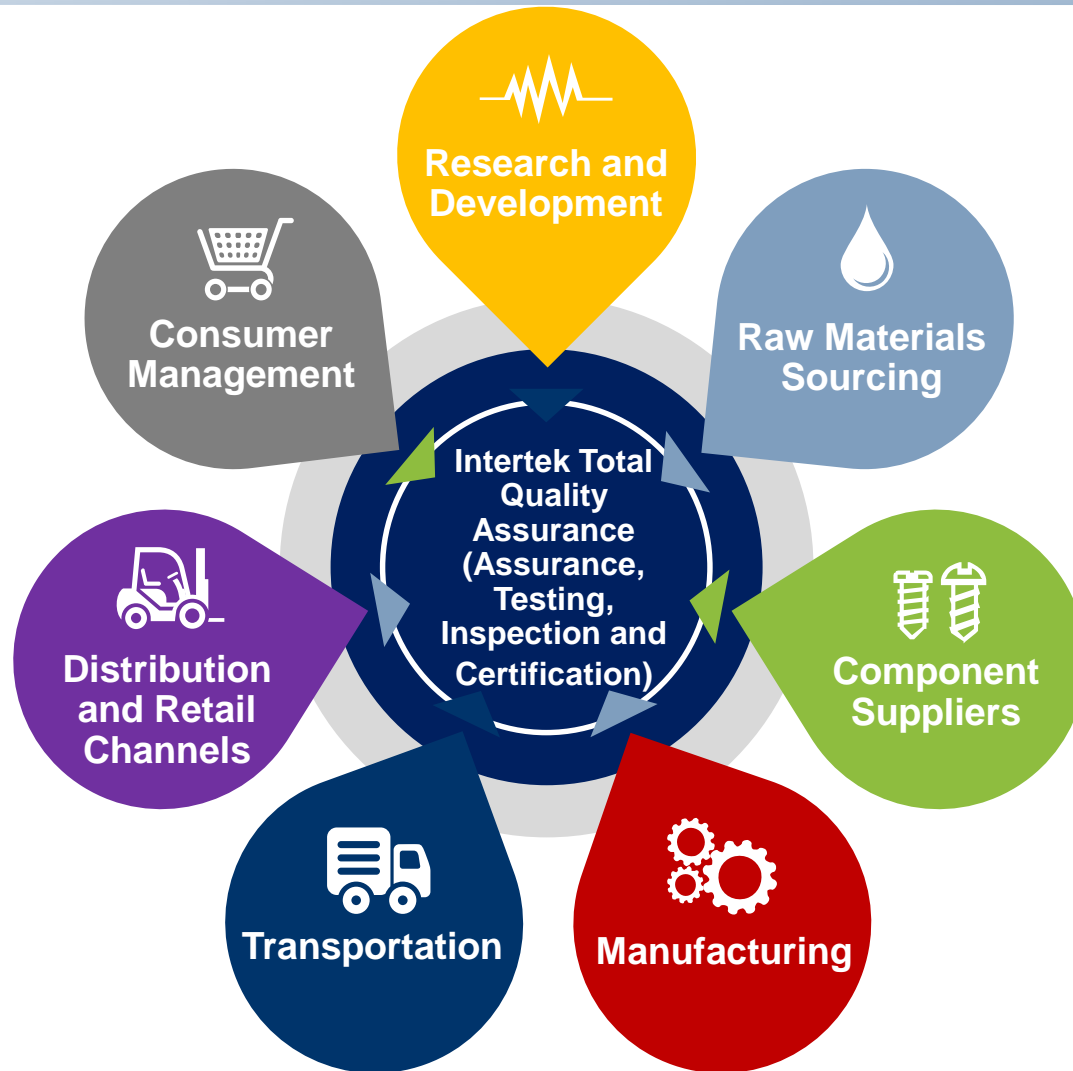 Research and
Development
Raw Materials
Sourcing
Component
Suppliers
Manufacturing
Transportation
Distribution
and Retail
Channels
Consumer
Management
Intertek Total
Quality
Assurance
(Assurance,
Testing,
Inspection and
Certification)